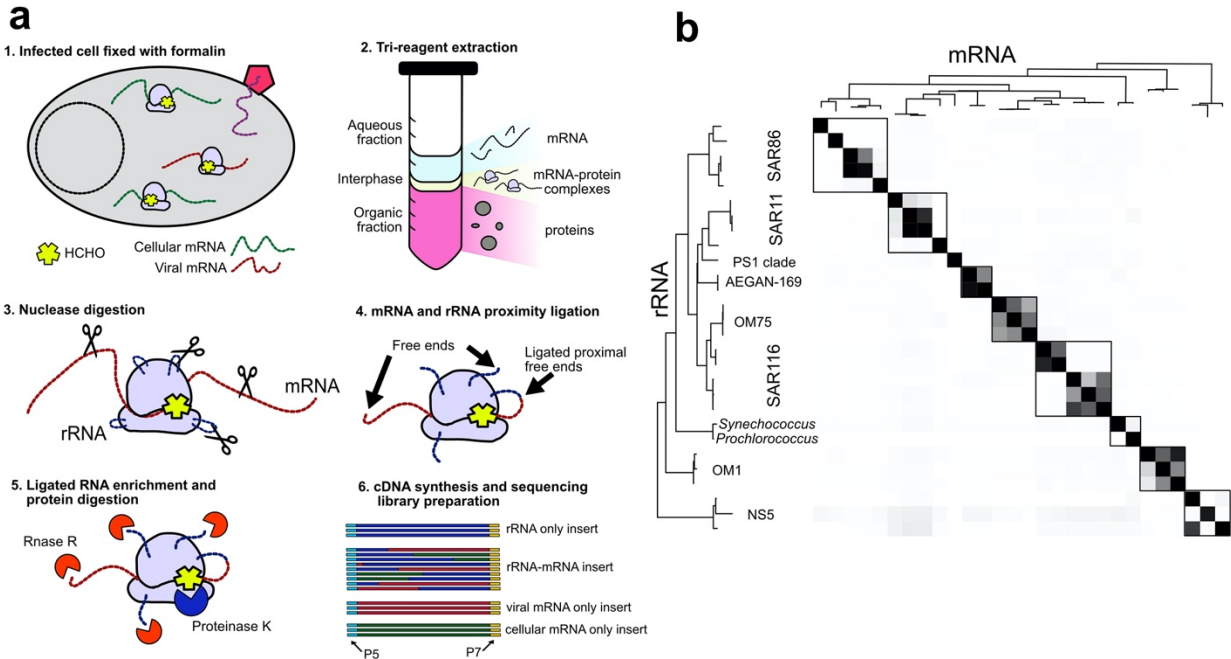 a
1. Infected cell fixed with formalin
HCHO
Cellular mRNA
Viral mRNA
2. Tri-reagent extraction
Aqueous
fraction
Interphase
Organic
fraction
mRNA
mRNA-protein
complexes
proteins
3. Nuclease digestion
mRNA
rRNA
4. mRNA and rRNA proximity ligation
Free ends
Ligated proximal
free ends
5. Ligated RNA enrichment and
protein digestion
Rnase R
Proteinase K
6. cDNA synthesis and sequencing
library preparation
rRNA only insert
rRNA-mRNA insert
viral mRNA only insert
cellular mRNA only insert
P5
P7
b
mRNA
rRNA
SAR86
SAR11
PS1 clade
AEGAN-169
OM75
SAR116
Synechococcus
Prochlorococcus
OM1
NS5